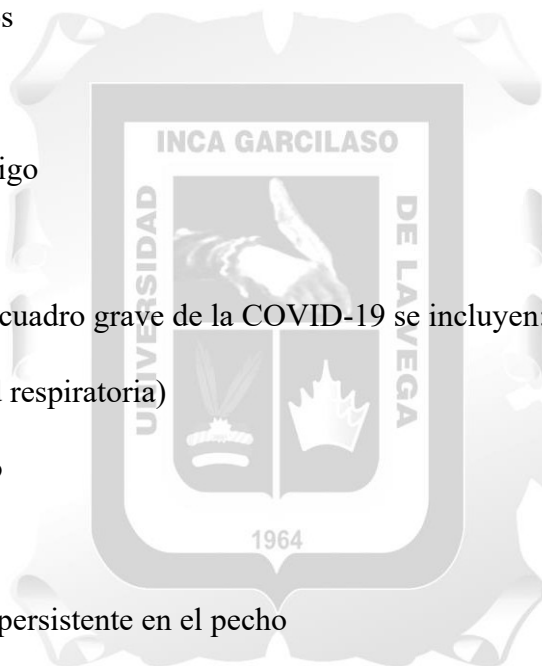 os
INCA GARCILASO
igo
UNIVERSIDAD
DE LA VEGA
cuadro grave de la COVID-19 se incluyen:
respiratoria)
1964
persistente en el pecho